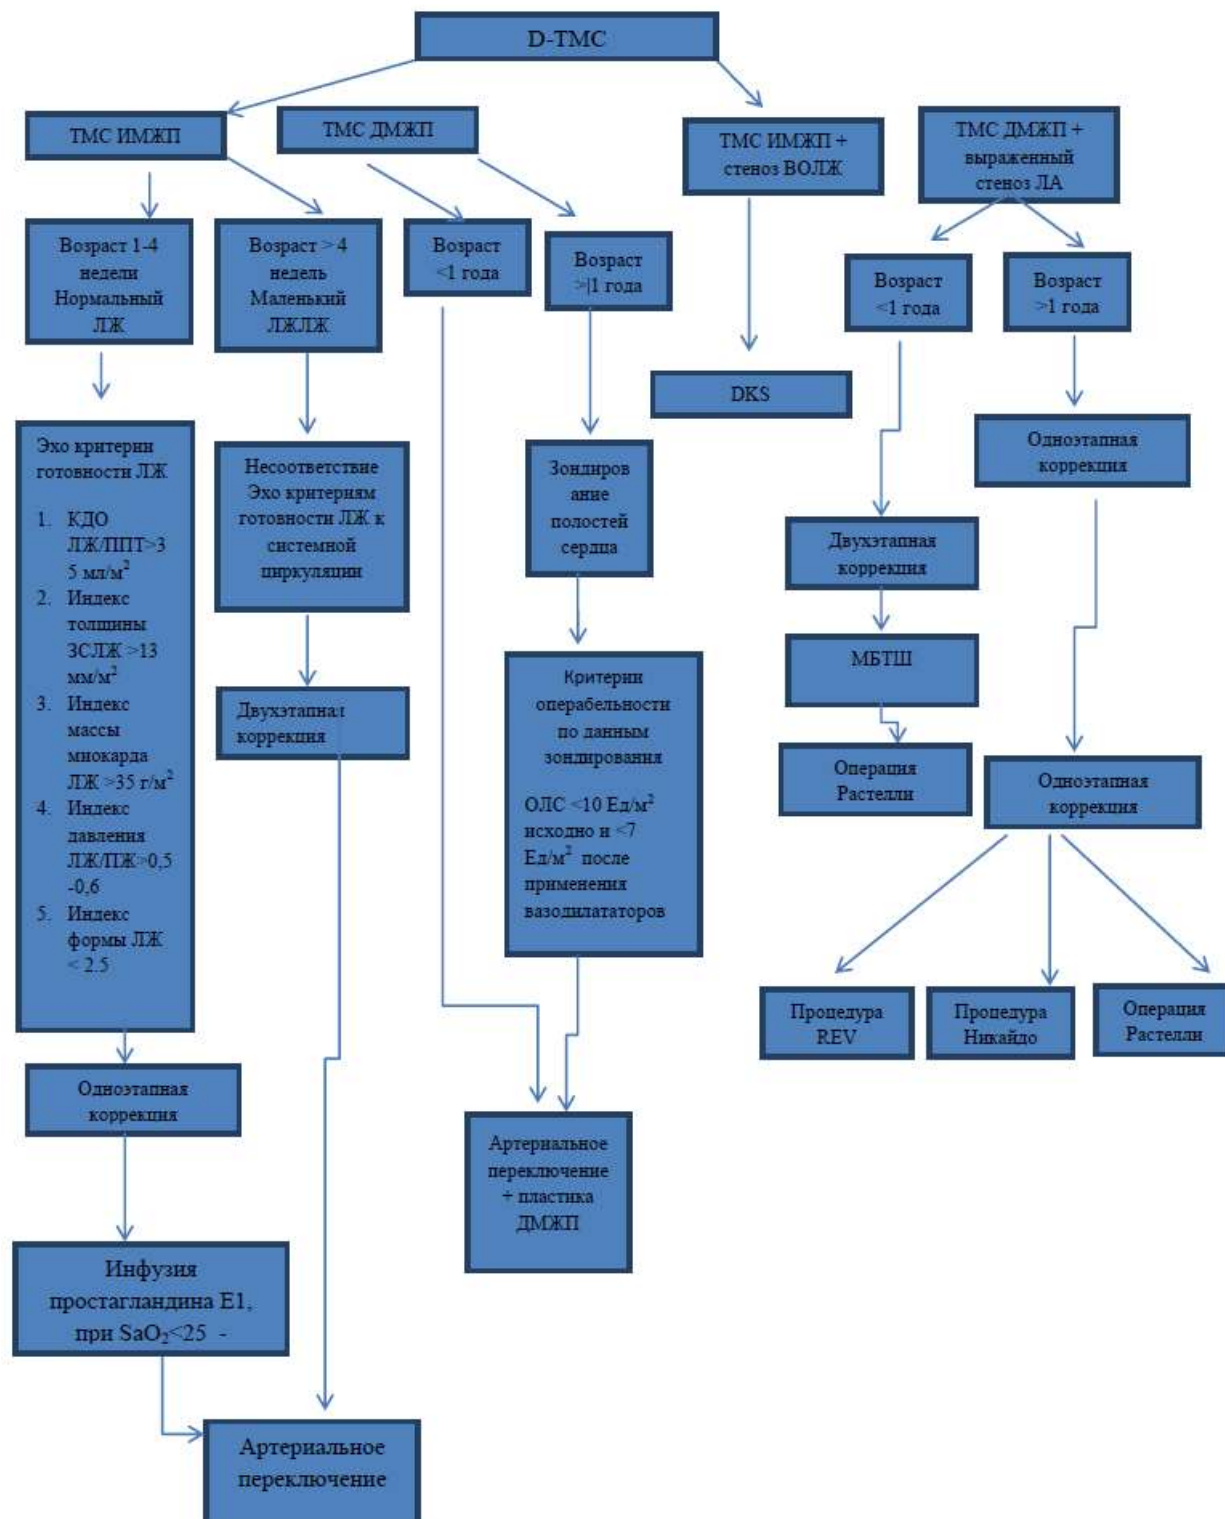 D-ТМС
ТМС ИМЖП
ТМС ДМЖП
ТМС ИМЖП +
стеноз ВОЛЖ
ТМС ДМЖП +
выраженный
стеноз ЛА
Возраст 1-4
недели
Нормальный
ЛЖ
Возраст > 4
недель
Маленький
ЛЖЛЖ
Возраст
<1 года
Возраст
>|1 года
Возраст
<1 года
Возраст
>1 года
DKS
Эхо критерии
готовности ЛЖ
1. КДО
ЛЖ/ППТ>3
5 мл/м²
2. Индекс
толщины
ЗСЛЖ >13
мм/м²
3. Индекс
массы
миокарда
ЛЖ >35 г/м²
4. Индекс
давления
ЛЖ/ПЖ>0,5
-0,6
5. Индекс
формы ЛЖ
< 2.5
Несоответствие
Эхо критериям
готовности ЛЖ к
системной
циркуляции
Зондиров
ание
полостей
сердца
Одноэтапная
коррекция
Двухэтапная
коррекция
МБТШ
Операция
Растелли
Двухэтапная
коррекция
Критерии
операбельности
по данным
зондирования
ОЛС <10 Ед/м²
исходно и <7
Ед/м² после
применения
вазодилататоров
Одноэтапная
коррекция
Процедура
REV
Процедура
Никайдо
Операция
Растелли
Одноэтапная
коррекция
Артериальное
переключение
+ пластика
ДМЖП
Инфузия
простагландина Е1,
при SaO₂<25 -
Артериальное
переключение